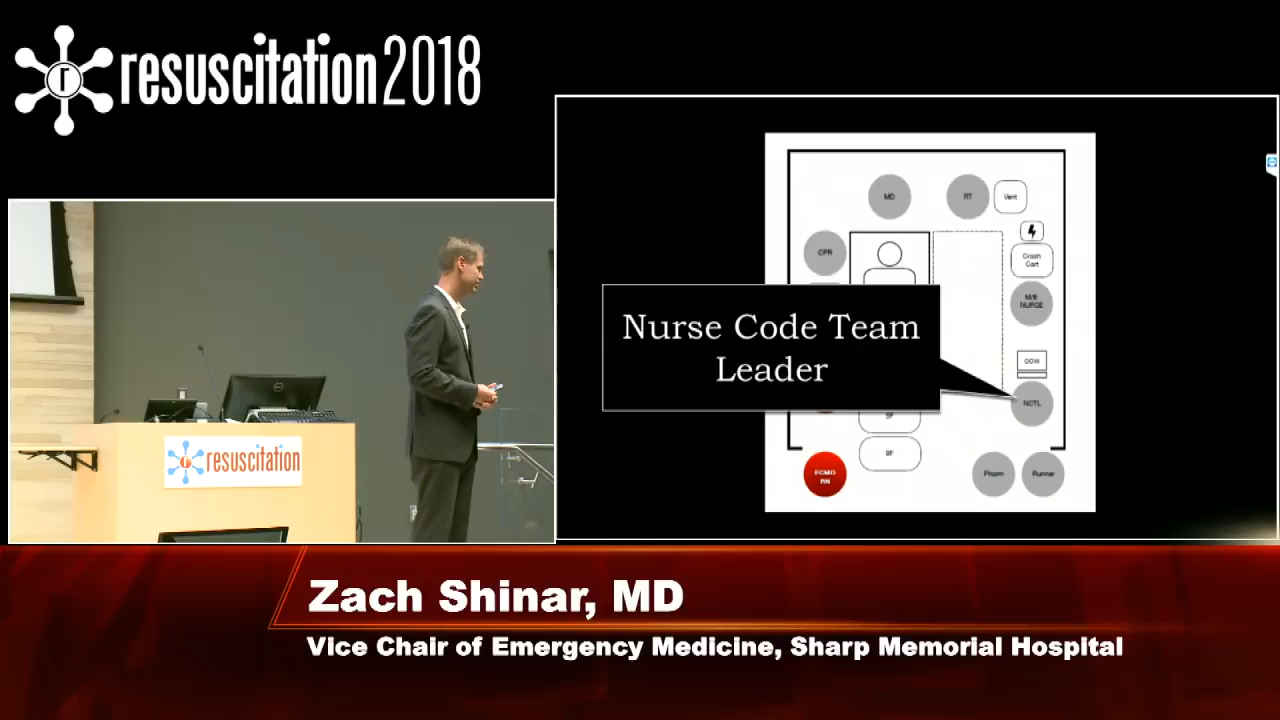 resuscitation2018
r
MD
RT
Vent
CPR
Crash
Cart
M/E
NURSE
Nurse Code Team
Leader
COW
NCTL
SF
SF
ECMO
RN
Pharm
Runner
DELL
resuscitation
r
Zach Shinar, MD
Vice Chair of Emergency Medicine, Sharp Memorial Hospital